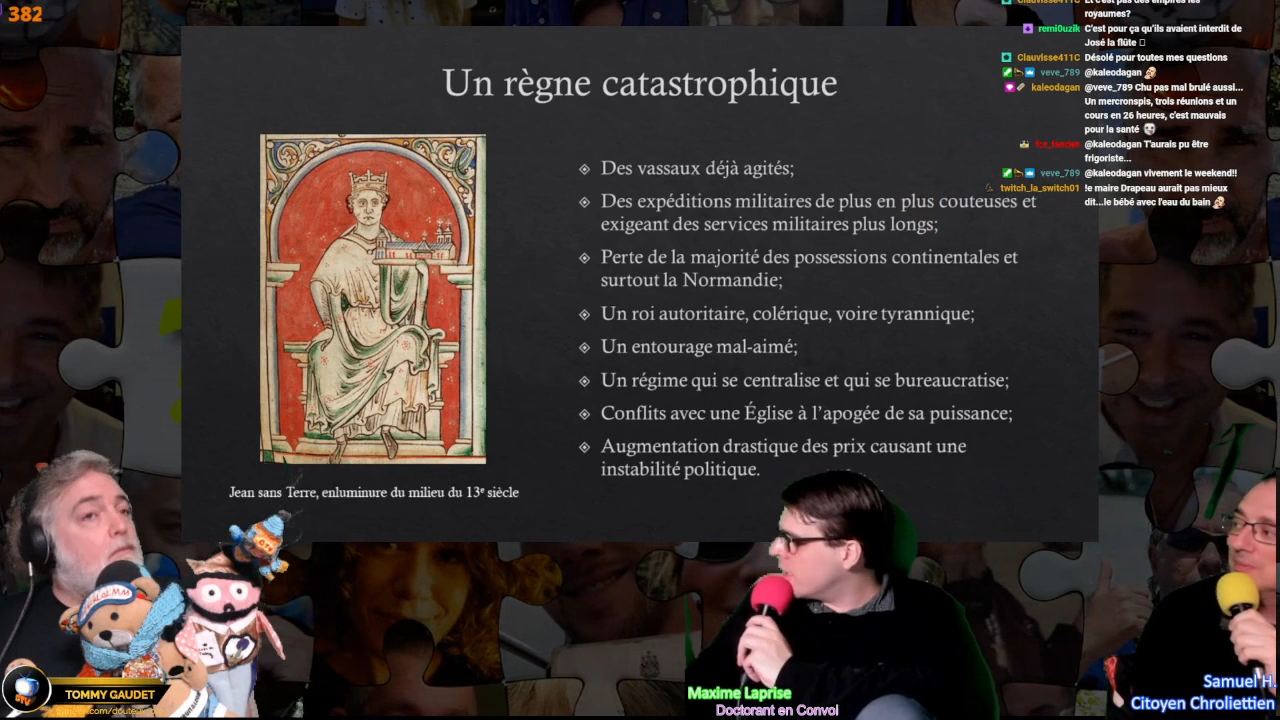 382
Un règne catastrophique
Des vassaux déjà agités;
Des expéditions militaires de plus en plus couteuses et
exigeant des services militaires plus longs;
Perte de la majorité des possessions continentales et
surtout la Normandie;
Un roi autoritaire, colérique, voire tyrannique;
Un entourage mal-aimé;
Un régime qui se centralise et qui se bureaucratise;
Conflits avec une Église à l'apogée de sa puissance;
Augmentation drastique des prix causant une
instabilité politique.
Jean sans Terre, enluminure du milieu du 13e siècle
Clauvisse411C Et c'est pas des empires les
royaumes?
remi0uzik C'est pour ça qu'ils avaient interdit de
José la flûte
Clauvisse411C Désolé pour toutes mes questions
veve_789 @kaleodagan
kaleodagan @veve_789 Chu pas mal brulé aussi...
Un mercronspis, trois réunions et un
cours en 26 heures, c'est mauvais
pour la santé
@kaleodagan T'aurais pu être
frigoriste...
veve_789 @kaleodagan vivement le weekend!!
twitch_la_switch01 !e maire Drapeau aurait pas mieux
dit...le bébé avec l'eau du bain
TOMMY GAUDET
Maxime Laprise
Doctorant en Convoi
Samuel H.
Citoyen Chroliettien